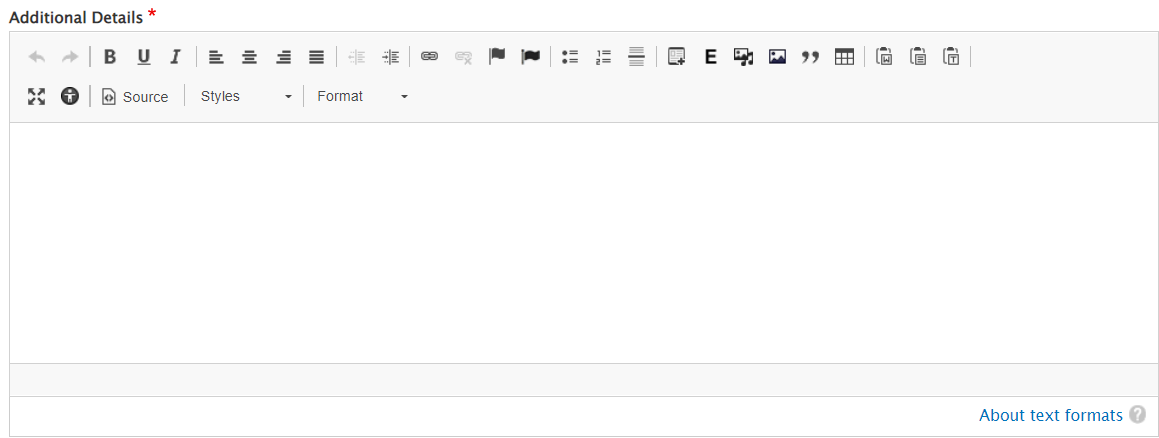 Additional Details *
B U I E
Source Styles Format
About text formats ?